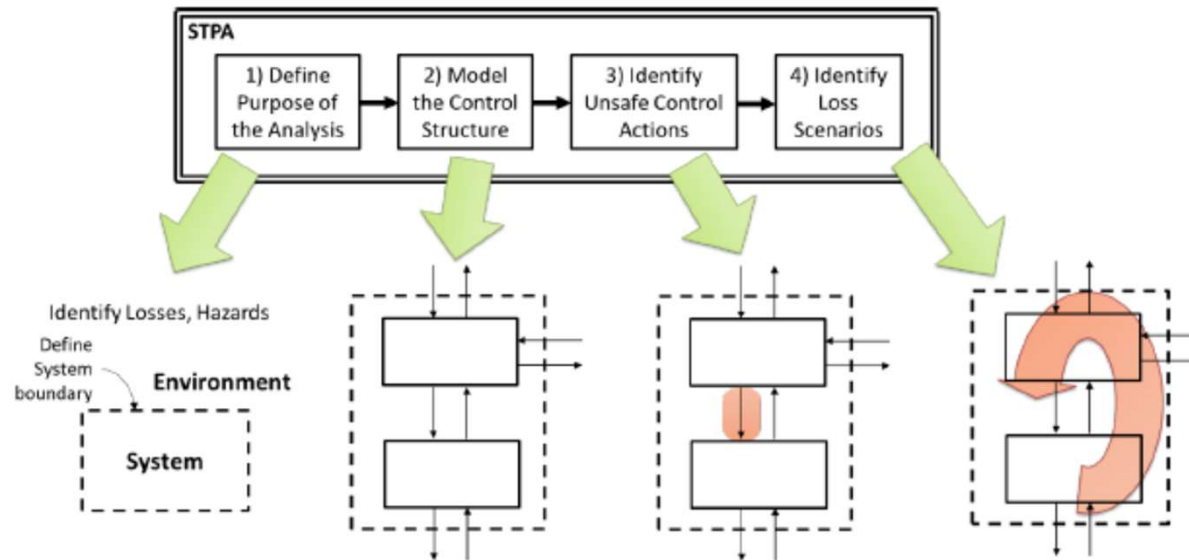 STPA
1) Define
Purpose of
the Analysis
2) Model
the Control
Structure
3) Identify
Unsafe Control
Actions
4) Identify
Loss
Scenarios
Identify Losses, Hazards
Define
System
boundary
Environment
System